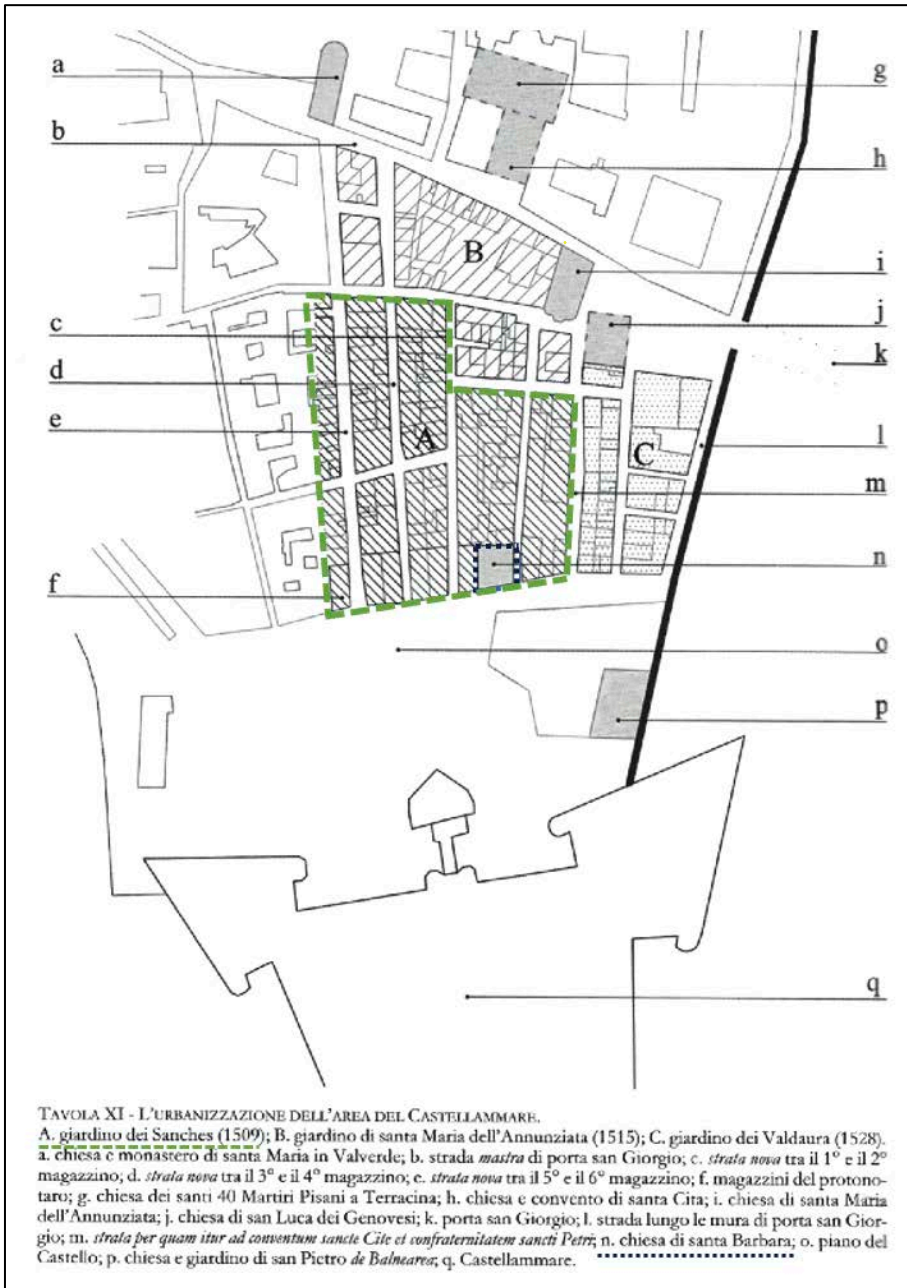 a
g
b
h
B
i
j
c
k
d
e
A
C
l
m
n
f
o
p
q
TAVOLA XI - L'URBANIZZAZIONE DELL'AREA DEL CASTELLAMMARE.
A. giardino dei Sanches (1509); B. giardino di santa Maria dell'Annunziata (1515); C. giardino dei Valdaura (1528).
a. chiesa e monastero di santa Maria in Valverde; b. strada mastra di porta san Giorgio; c. strata nova tra il 1° e il 2°
magazzino; d. strata nova tra il 3° e il 4° magazzino; e. strata nova tra il 5° e il 6° magazzino; f. magazzini del protono-
taro; g. chiesa dei santi 40 Martiri Pisani a Terracina; h. chiesa e convento di santa Cita; i. chiesa di santa Maria
dell'Annunziata; j. chiesa di san Luca dei Genovesi; k. porta san Giorgio; l. strada lungo le mura di porta san Gior-
gio; m. strata per quam itur ad conventum sancte Cite et confraternitatem sancti Petri; n. chiesa di santa Barbara; o. piano del
Castello; p. chiesa e giardino di san Pietro de Balnearea; q. Castellammare.